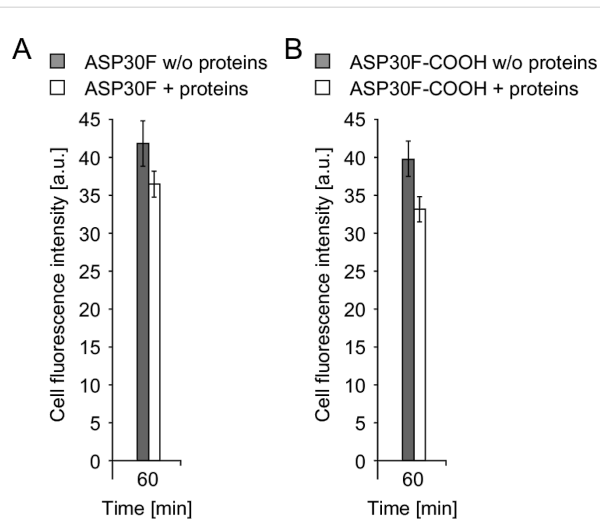 A
ASP30F w/o proteins
ASP30F + proteins
Cell fluorescence intensity [a.u.]
45
40
35
30
25
20
15
10
5
0
60
Time [min]
B
ASP30F-COOH w/o proteins
ASP30F-COOH + proteins
Cell fluorescence intensity [a.u.]
45
40
35
30
25
20
15
10
5
0
60
Time [min]